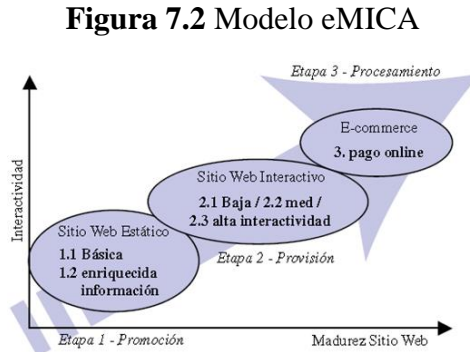 Figura 7.2 Modelo eMICA
Etapa 3 - Procesamiento
E-commerce
3. pago online
Interactividad
Sitio Web Interactivo
2.1 Baja / 2.2 med /
2.3 alta interactividad
Sitio Web Estático
1.1 Básica
1.2 enriquecida
información
Etapa 2 - Provisión
Etapa 1 - Promoción
Madurez Sitio Web